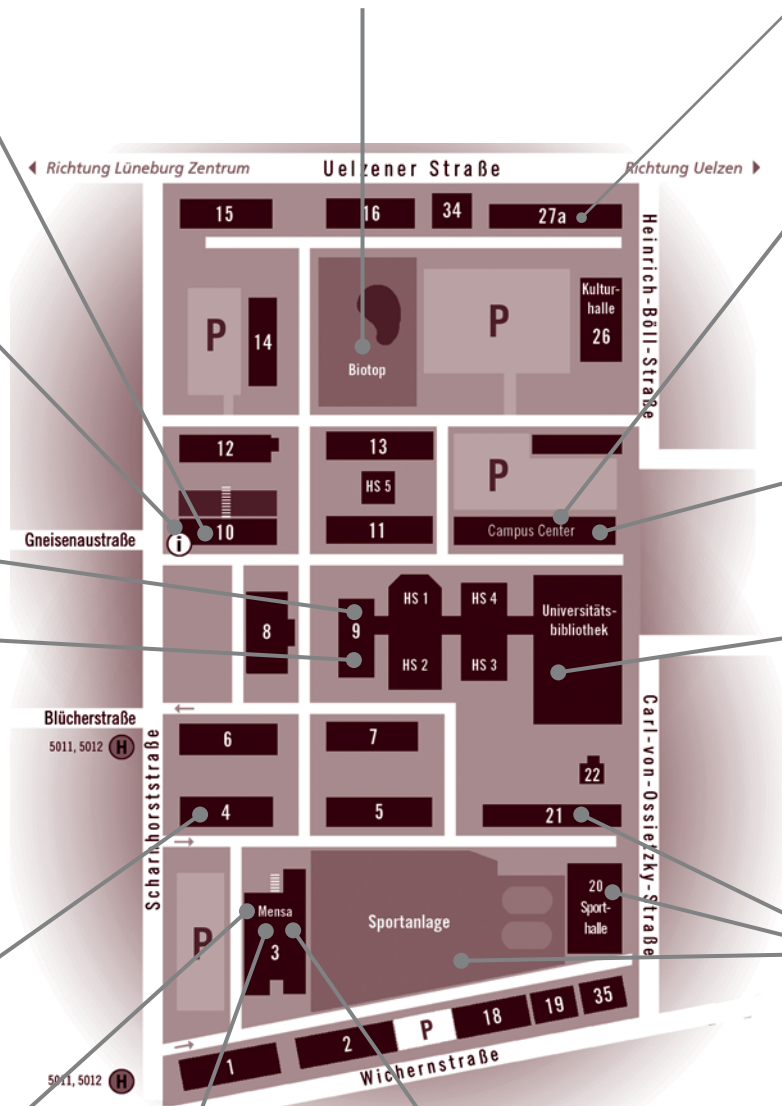 Richtung Lüneburg Zentrum
Uelzener Straße
Richtung Uelzen
15
16
34
27a
Heinrich-Böll-Straße
P
14
Biotop
P
Kultur-
halle
26
12
13
HS 5
P
Gneisenaustraße
i
10
11
Campus Center
8
9
HS 1
HS 2
HS 4
HS 3
Universitäts-
bibliothek
Blücherstraße
5011, 5012
H
Scharnhorststraße
6
7
4
5
22
21
Carl-von-Ossietzky-Straße
P
Mensa
3
Sportanlage
20
Sport-
halle
1
2
P
18
19
35
Wichernstraße
5011, 5012
H